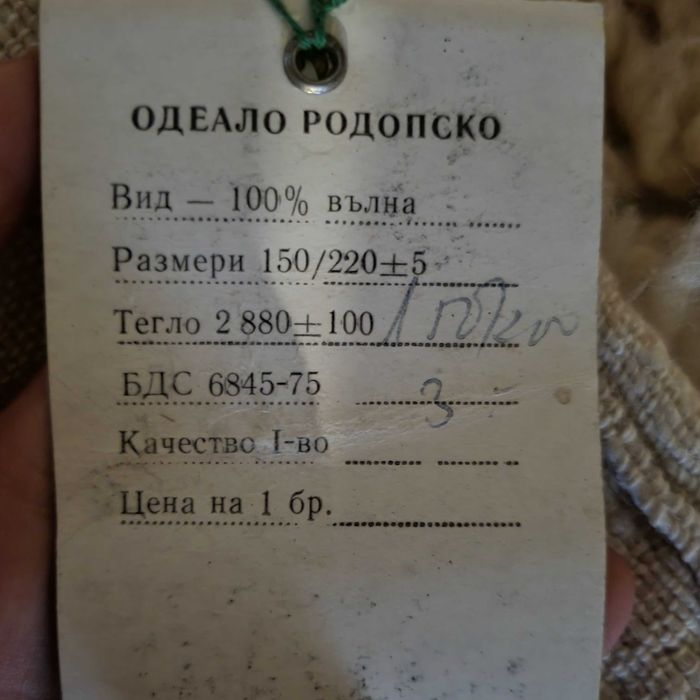 ОДЕАЛО РОДОПСКО
Вид — 100% вълна
Размери 150/220±5
Тегло 2 880±100
БДС 6845-75 3
Качество I-во
Цена на 1 бр.